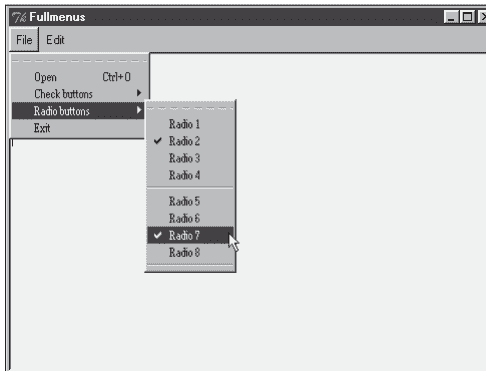 Fullmenus
File Edit
Open Ctrl+O
Check buttons
Radio buttons
Exit
Radio 1
Radio 2
Radio 3
Radio 4
Radio 5
Radio 6
Radio 7
Radio 8